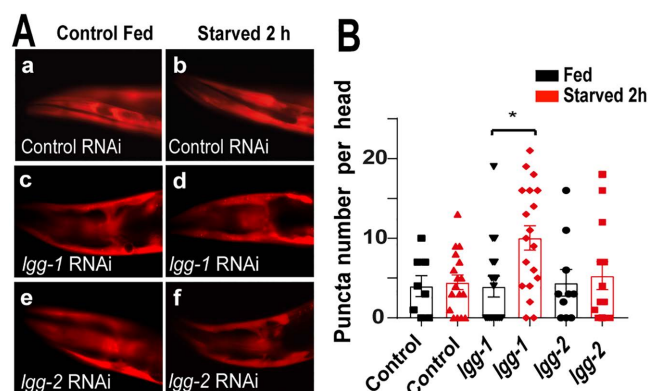 A
Control Fed
Starved 2 h
a
Control RNAi
b
Control RNAi
c
lgg-1 RNAi
d
lgg-1 RNAi
e
lgg-2 RNAi
f
lgg-2 RNAi
B
Fed
Starved 2h
*
Puncta number per head
20
10
0
Control
Control
lgg-1
lgg-1
lgg-2
lgg-2